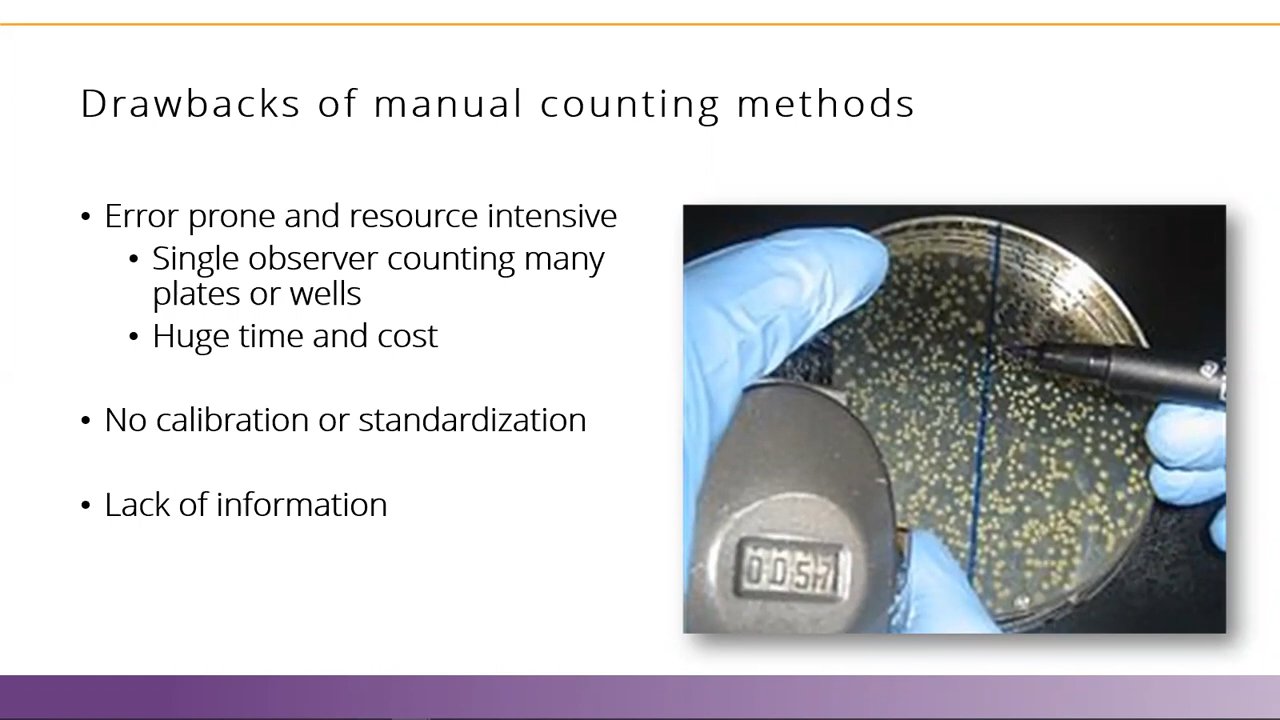 Drawbacks of manual counting methods
• Error prone and resource intensive
• Single observer counting many
plates or wells
• Huge time and cost
• No calibration or standardization
• Lack of information